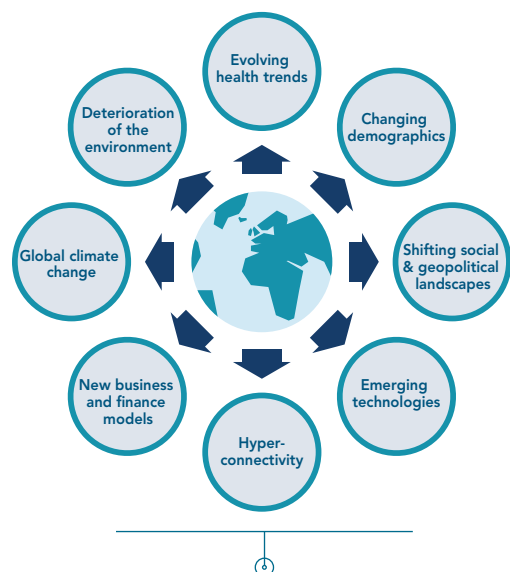 Evolving
health trends
Changing
demographics
Shifting social
& geopolitical
landscapes
Emerging
technologies
Hyper-
connectivity
New business
and finance
models
Global climate
change
Deterioration
of the
environment